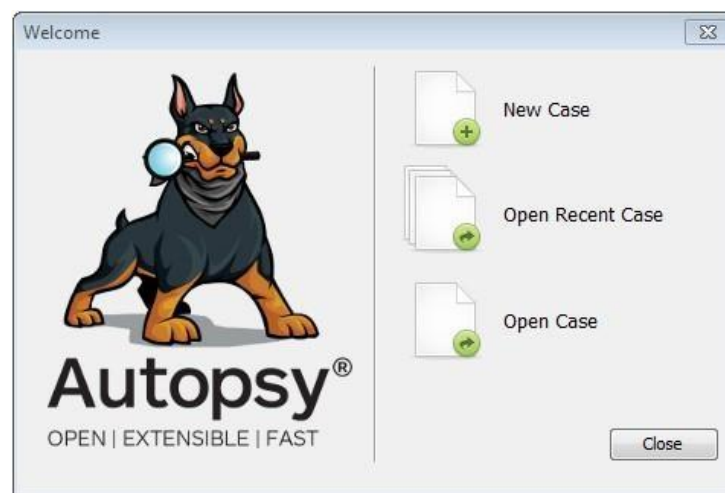 Welcome
New Case
Open Recent Case
Open Case
Autopsy®
OPEN | EXTENSIBLE | FAST
Close